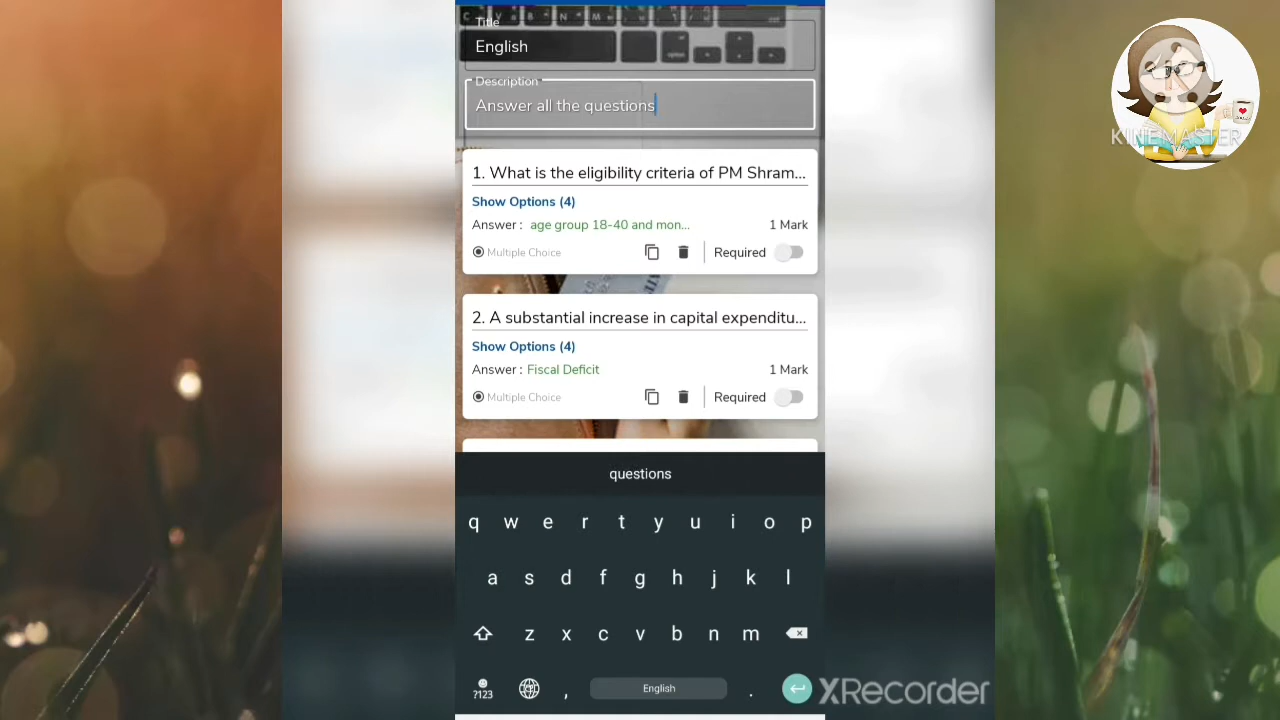 Title
English
Description
Answer all the questions
1. What is the eligibility criteria of PM Shram...
Show Options (4)
Answer : age group 18-40 and mon... 1 Mark
Multiple Choice Required
2. A substantial increase in capital expenditu...
Show Options (4)
Answer : Fiscal Deficit 1 Mark
Multiple Choice Required
questions
q w e r t y u i o p
a s d f g h j k l
z x c v b n m
?123 , English .
KINEMASTER
XRecorder